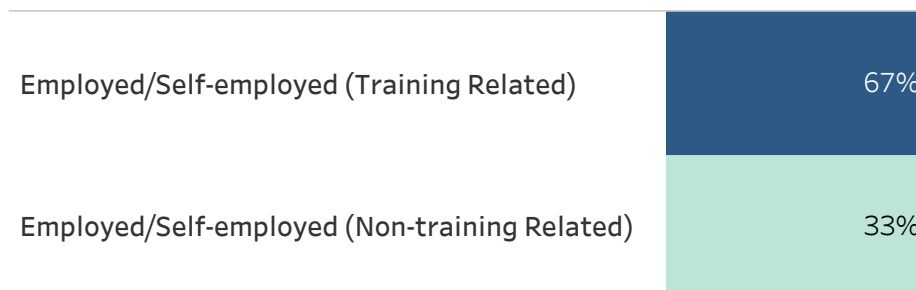 Employed/Self-employed (Training Related) 67%
Employed/Self-employed (Non-training Related) 33%